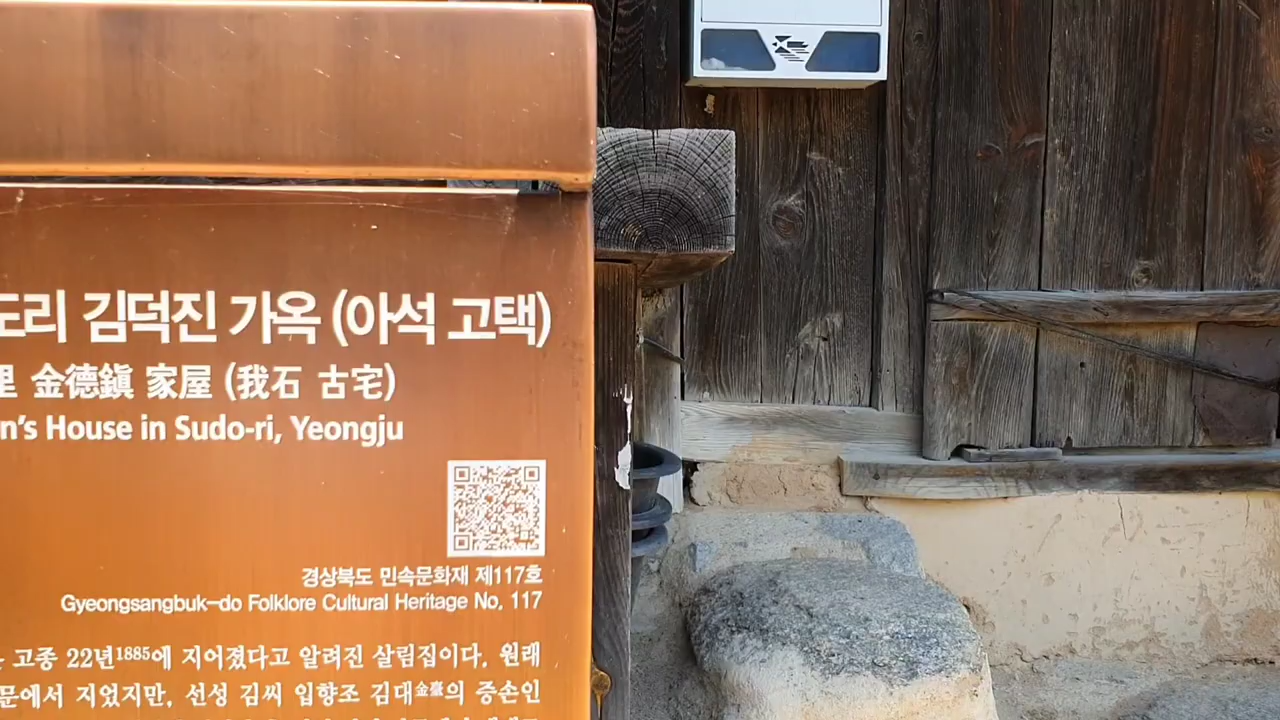 도리 김덕진 가옥 (아석 고택)
里 金德鎭 家屋 (我石 古宅)
n's House in Sudo-ri, Yeongju
경상북도 민속문화재 제117호
Gyeongsangbuk-do Folklore Cultural Heritage No. 117
고종 22년1885에 지어졌다고 알려진 살림집이다. 원래
문에서 지었지만, 선성 김씨 입향조 김대金臺의 증손인